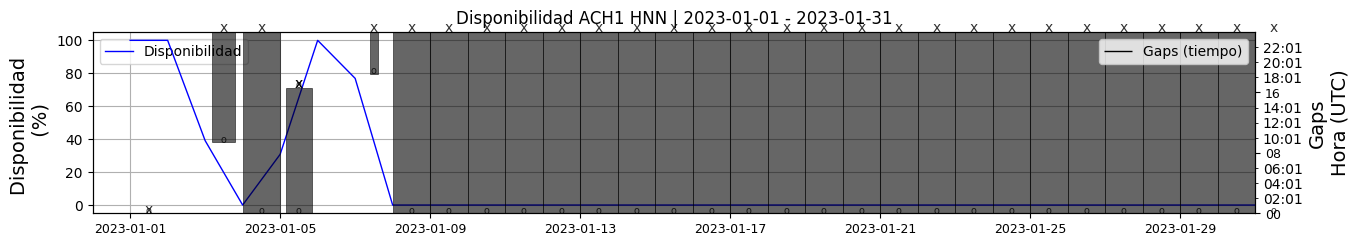 Disponibilidad ACH1 HNN | 2023-01-01 - 2023-01-31
Disponibilidad
(%)
100
80
60
40
20
0
Disponibilidad
Gaps (tiempo)
x x x x x x x x x x x x x x x x x x x x x x x x x x x
x
x
o
o
o o o o o o o o o o o o o o o o o o o o o o o o o o
22:01
20:01
18:01
16
14:01
12:01
10:01
08
06:01
04:01
02:01
00
Gaps
Hora (UTC)
2023-01-01
2023-01-05
2023-01-09
2023-01-13
2023-01-17
2023-01-21
2023-01-25
2023-01-29